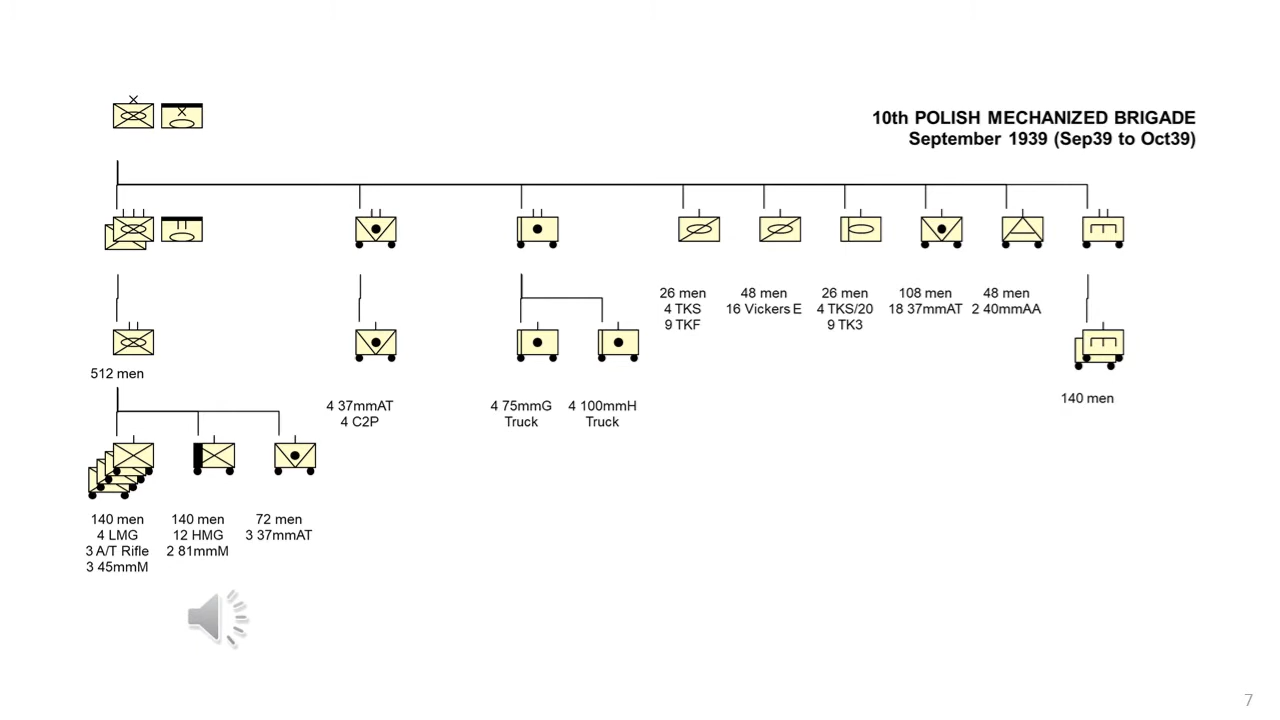 10th POLISH MECHANIZED BRIGADE
September 1939 (Sep39 to Oct39)
26 men
4 TKS
9 TKF
48 men
16 Vickers E
26 men
4 TKS/20
9 TK3
108 men
18 37mmAT
48 men
2 40mmAA
512 men
4 37mmAT
4 C2P
4 75mmG
Truck
4 100mmH
Truck
140 men
140 men
4 LMG
3 A/T Rifle
3 45mmM
140 men
12 HMG
2 81mmM
72 men
3 37mmAT
7